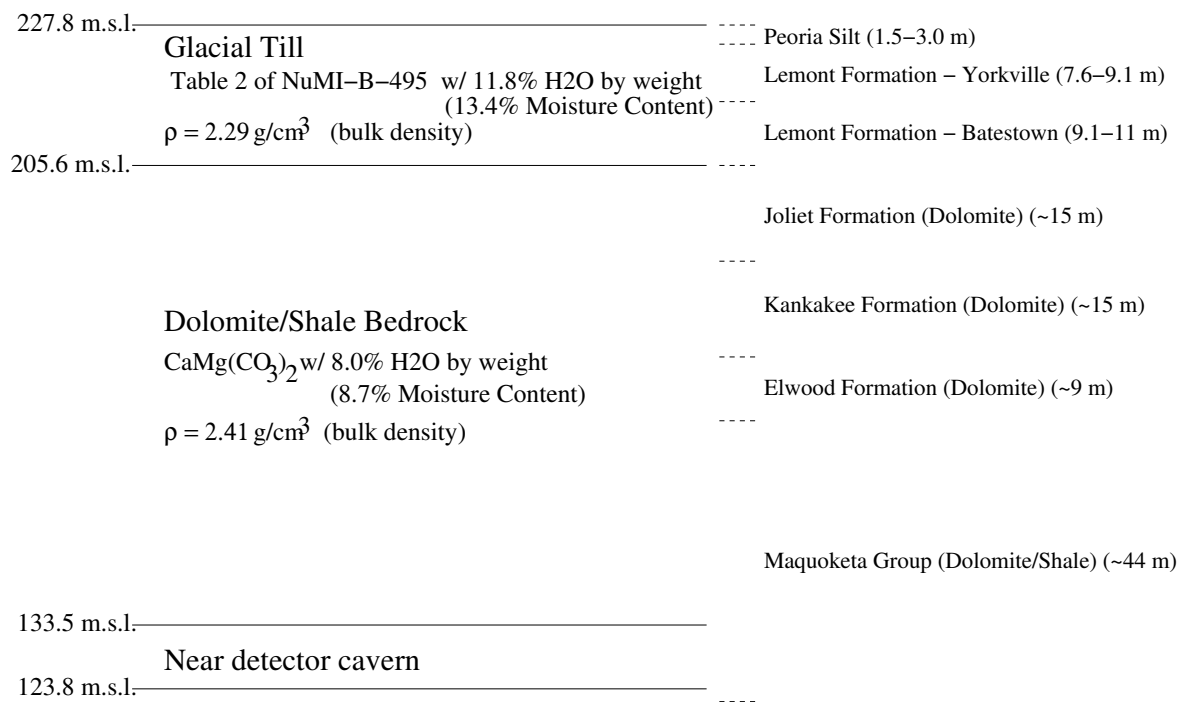 227.8 m.s.l.
Glacial Till
Peoria Silt (1.5−3.0 m)
Table 2 of NuMI−B−495 w/ 11.8% H2O by weight
Lemont Formation − Yorkville (7.6−9.1 m)
(13.4% Moisture Content)
ρ = 2.29 g/cm3 (bulk density)
Lemont Formation − Batestown (9.1−11 m)
205.6 m.s.l.
Joliet Formation (Dolomite) (~15 m)
Kankakee Formation (Dolomite) (~15 m)
Dolomite/Shale Bedrock
CaMg(CO3)2 w/ 8.0% H2O by weight
(8.7% Moisture Content)
Elwood Formation (Dolomite) (~9 m)
ρ = 2.41 g/cm3 (bulk density)
Maquoketa Group (Dolomite/Shale) (~44 m)
133.5 m.s.l.
Near detector cavern
123.8 m.s.l.